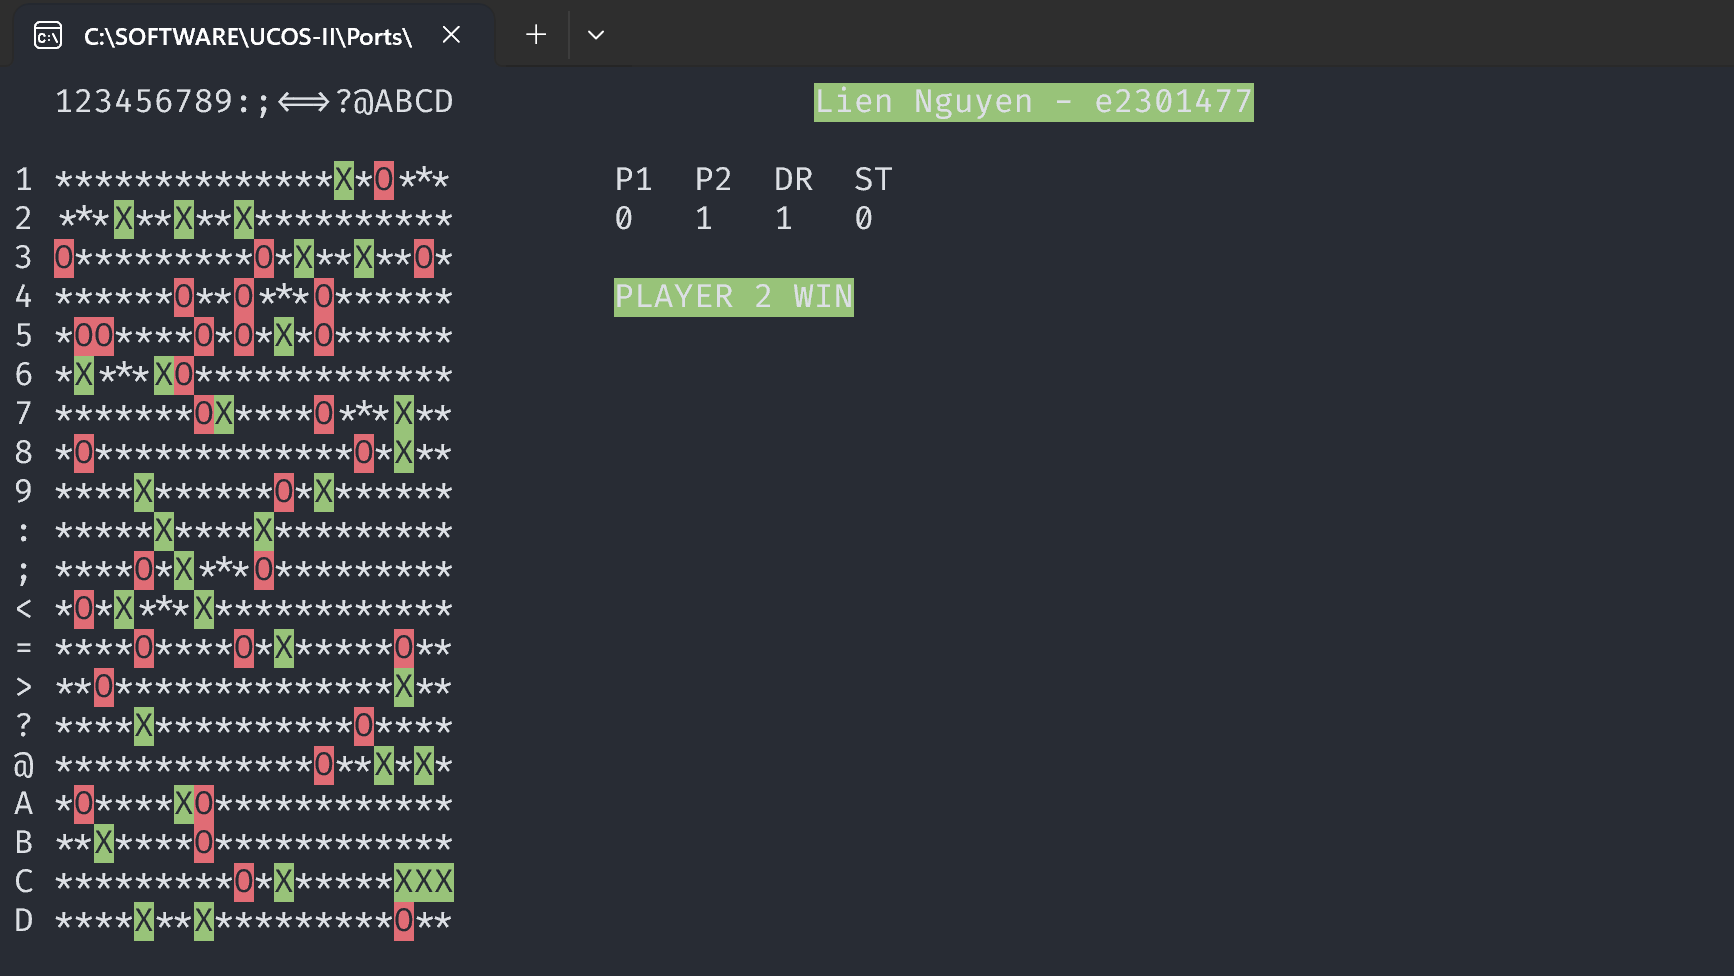 C:\SOFTWARE\UCOS-II\Ports\
123456789:;<=>?@ABCD Lien Nguyen - e2301477
1 **************X*O*** P1 P2 DR ST
2 ***X**X**X********** 0 1 1 0
3 O*********O*X**X**O*
4 ******O**O***O****** PLAYER 2 WIN
5 *OO****O*O*X*O******
6 *X***XO*************
7 *******OX****O***X**
8 *O*************O*X**
9 ****X******O*X******
: *****X****X*********
; ****O*X***O*********
< *O*X***X************
= ****O****O*X*****O**
> **O**************X**
? ****X**********O****
@ *************O**X*X*
A *O****XO************
B **X****O************
C *********O*X*****XXX
D ****X**X*********O**